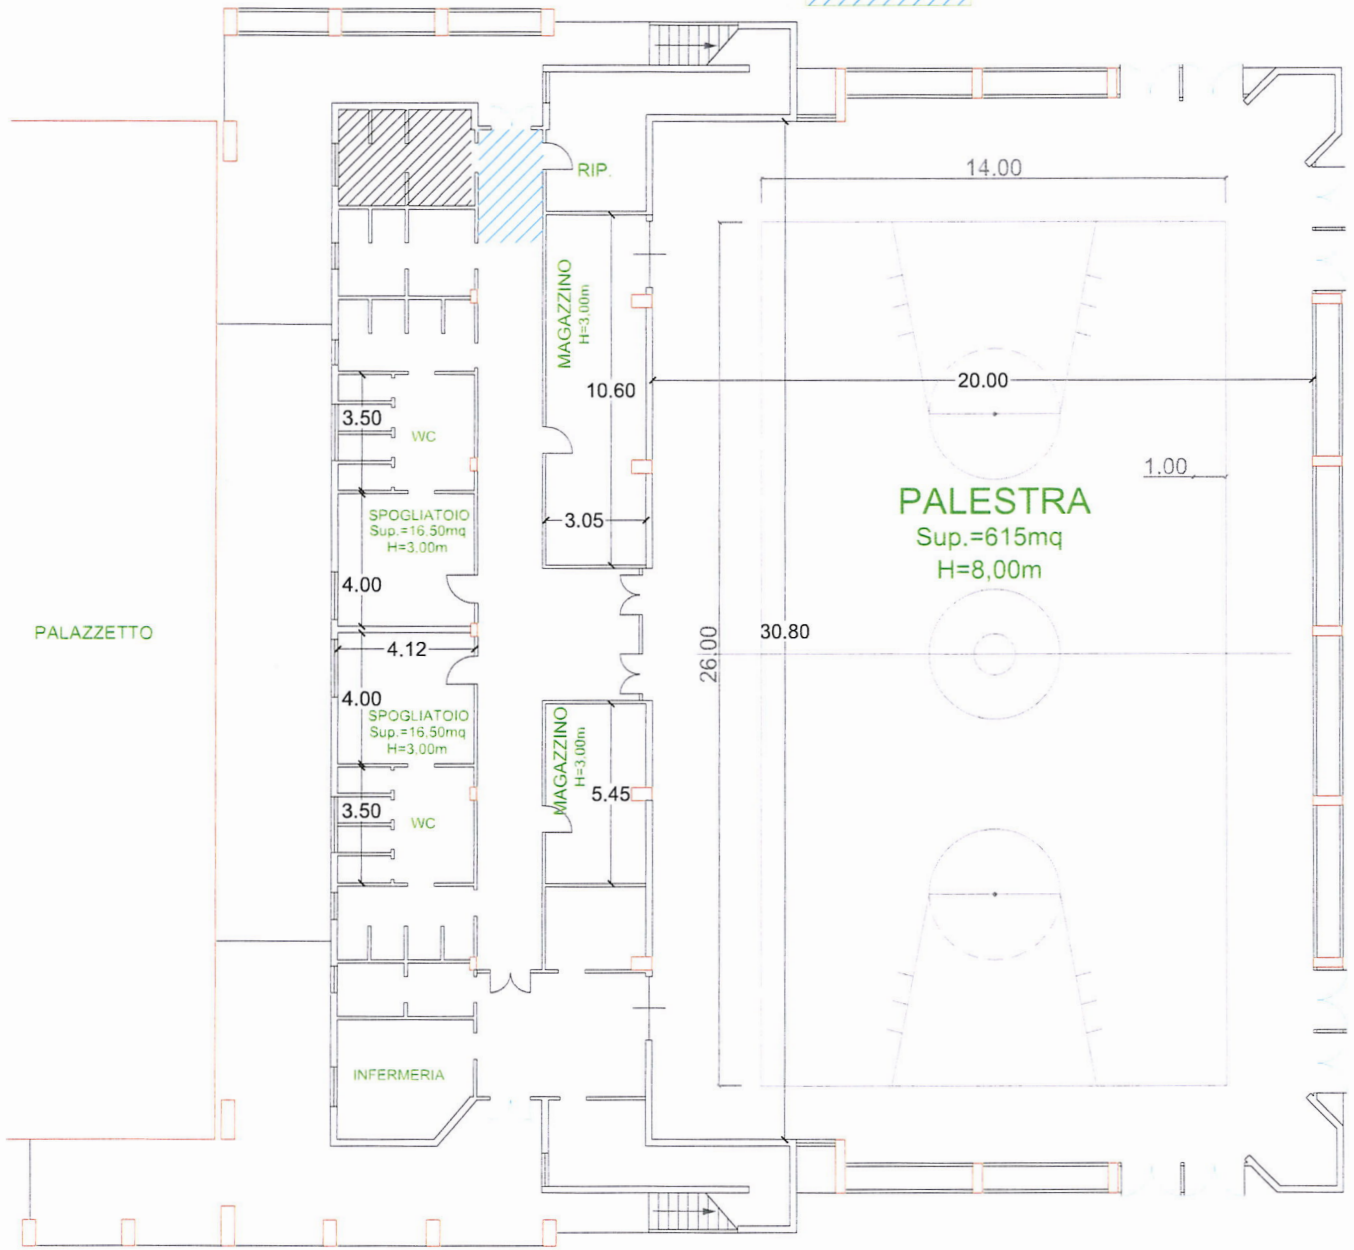 RIP.
14.00
MAGAZZINO
H=3,00m
10.60
20.00
3.50
WC
1.00
PALESTRA
Sup.=615mq
H=8,00m
SPOGLIATOIO
Sup.=16,50mq
H=3,00m
3.05
4.00
PALAZZETTO
4.12
26.00
30.80
4.00
SPOGLIATOIO
Sup.=16,50mq
H=3,00m
MAGAZZINO
H=3,00m
5.45
3.50
WC
INFERMERIA